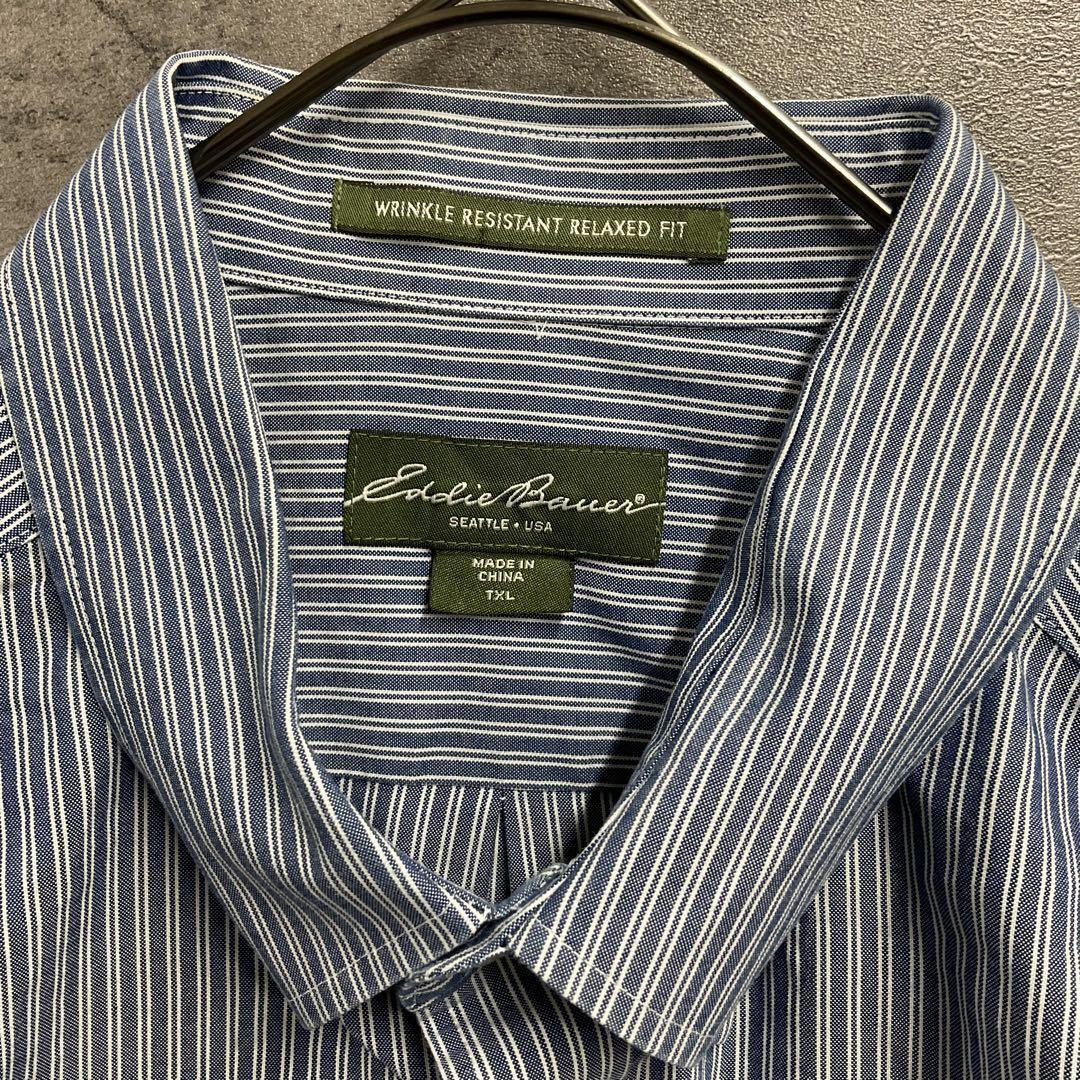 WRINKLE RESISTANT RELAXED FIT
Eddie Bauer®
SEATTLE • USA
MADE IN
CHINA
TXL